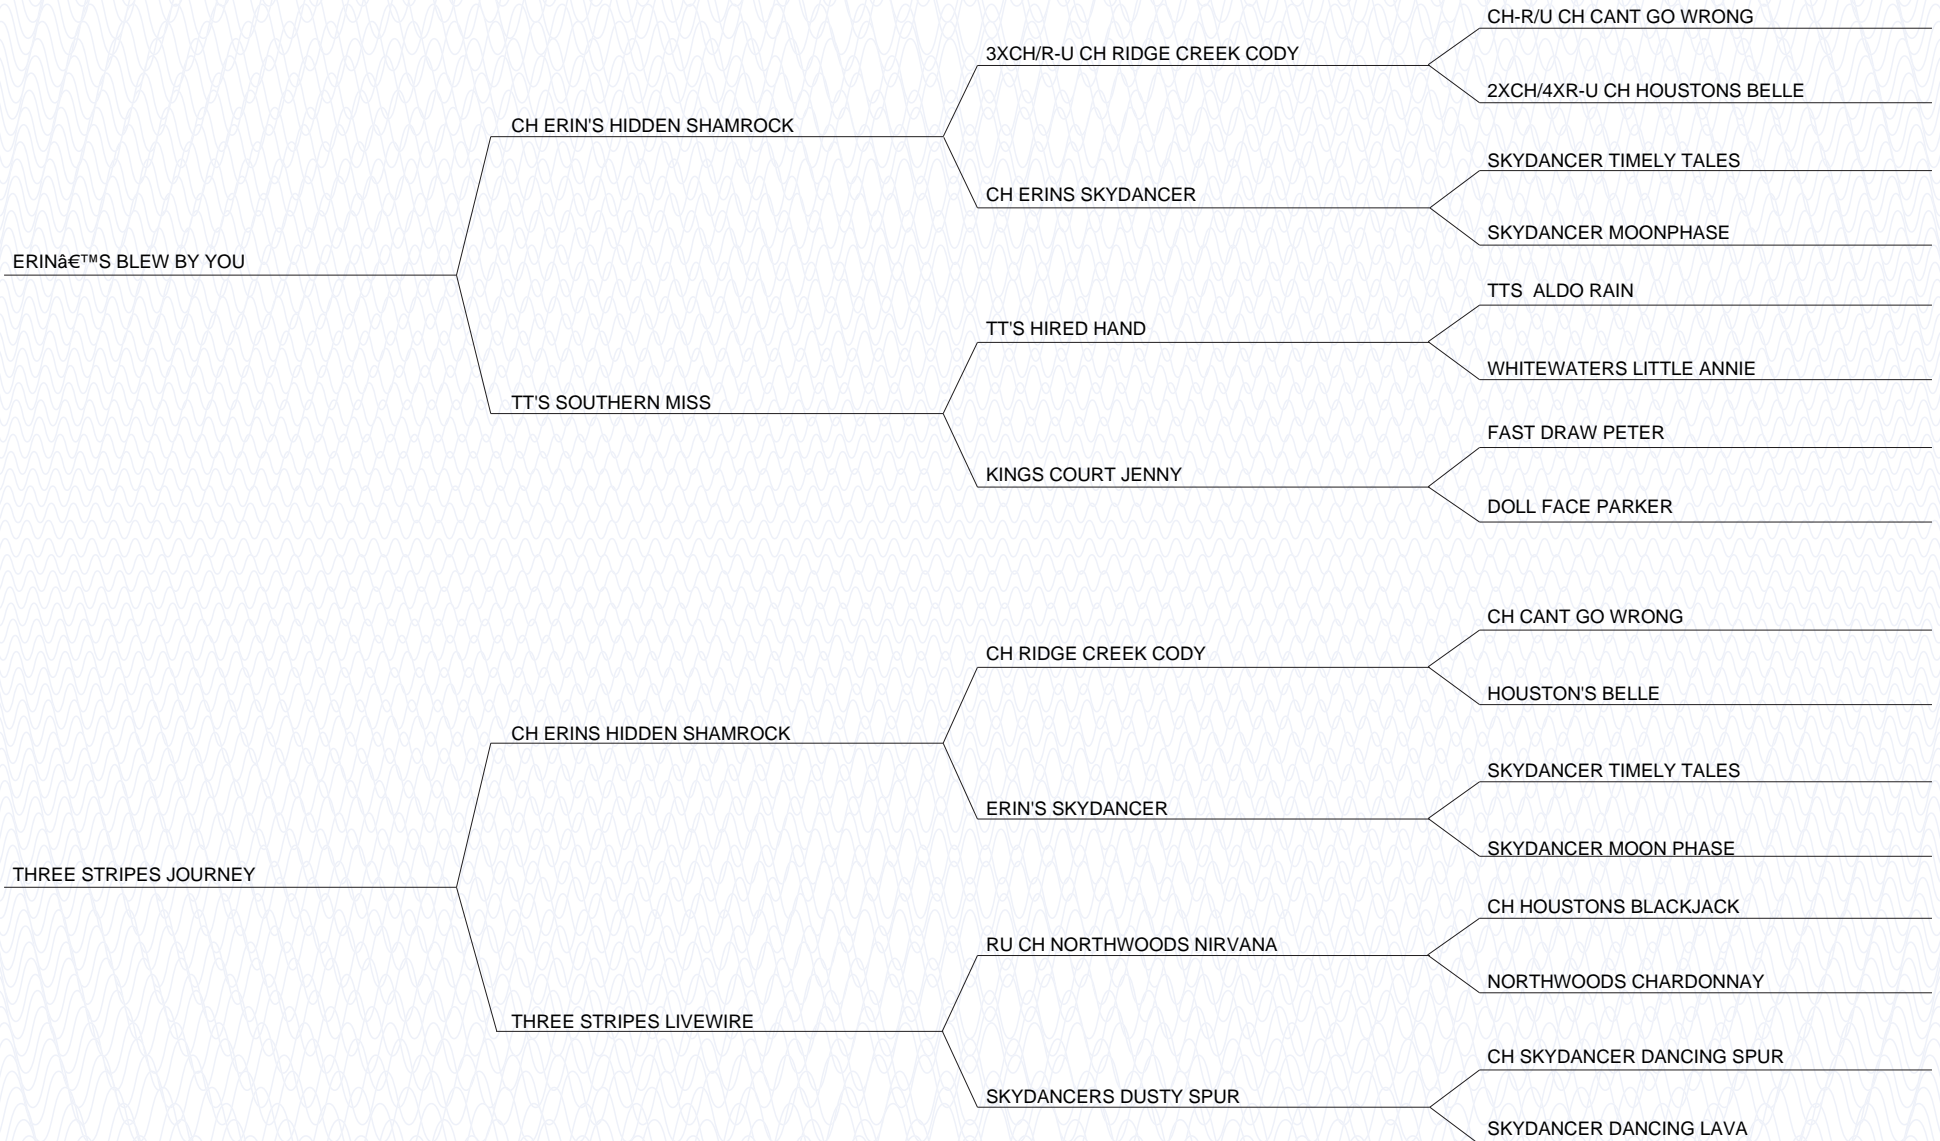 CH-R/U CH CANT GO WRONG
3XCH/R-U CH RIDGE CREEK CODY
2XCH/4XR-U CH HOUSTONS BELLE
CH ERIN'S HIDDEN SHAMROCK
SKYDANCER TIMELY TALES
CH ERINS SKYDANCER
SKYDANCER MOONPHASE
ERINâ€™S BLEW BY YOU
TTS  ALDO RAIN
TT'S HIRED HAND
WHITEWATERS LITTLE ANNIE
TT'S SOUTHERN MISS
FAST DRAW PETER
KINGS COURT JENNY
DOLL FACE PARKER
CH CANT GO WRONG
CH RIDGE CREEK CODY
HOUSTON'S BELLE
CH ERINS HIDDEN SHAMROCK
SKYDANCER TIMELY TALES
ERIN'S SKYDANCER
SKYDANCER MOON PHASE
THREE STRIPES JOURNEY
CH HOUSTONS BLACKJACK
RU CH NORTHWOODS NIRVANA
NORTHWOODS CHARDONNAY
THREE STRIPES LIVEWIRE
CH SKYDANCER DANCING SPUR
SKYDANCERS DUSTY SPUR
SKYDANCER DANCING LAVA